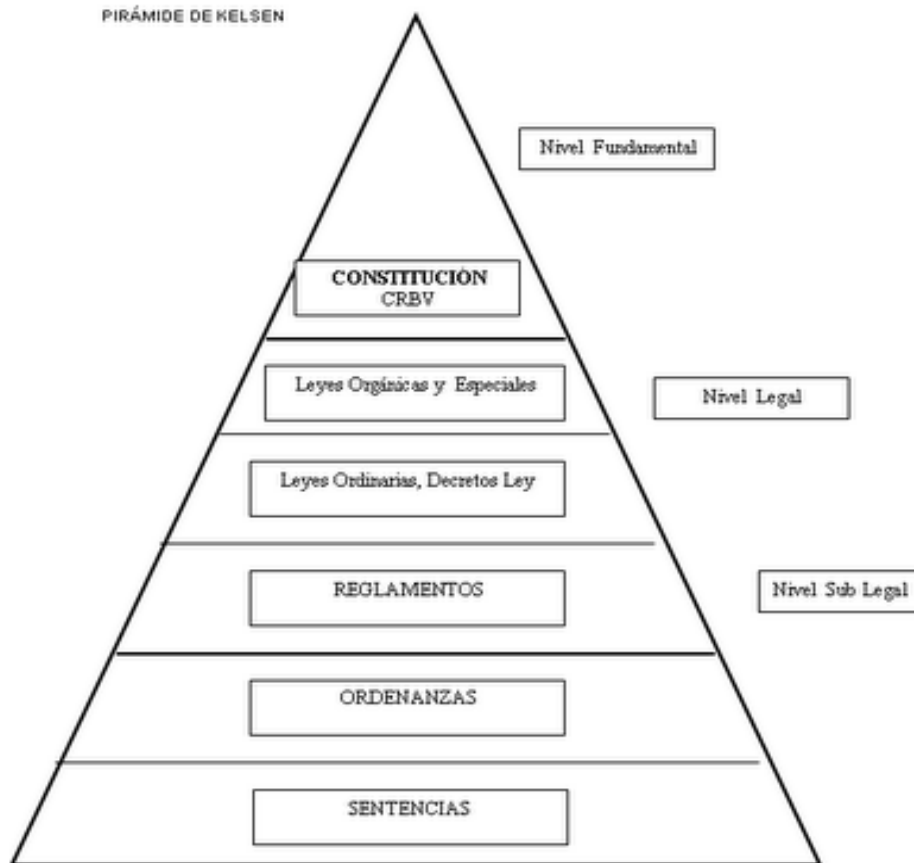 PIRÁMIDE DE KELSEN
Nivel Fundamental
CONSTITUCIÓN
CRBV
Leyes Orgánicas y Especiales
Nivel Legal
Leyes Ordinarias, Decretos Ley
REGLAMENTOS
Nivel Sub Legal
ORDENANZAS
SENTENCIAS